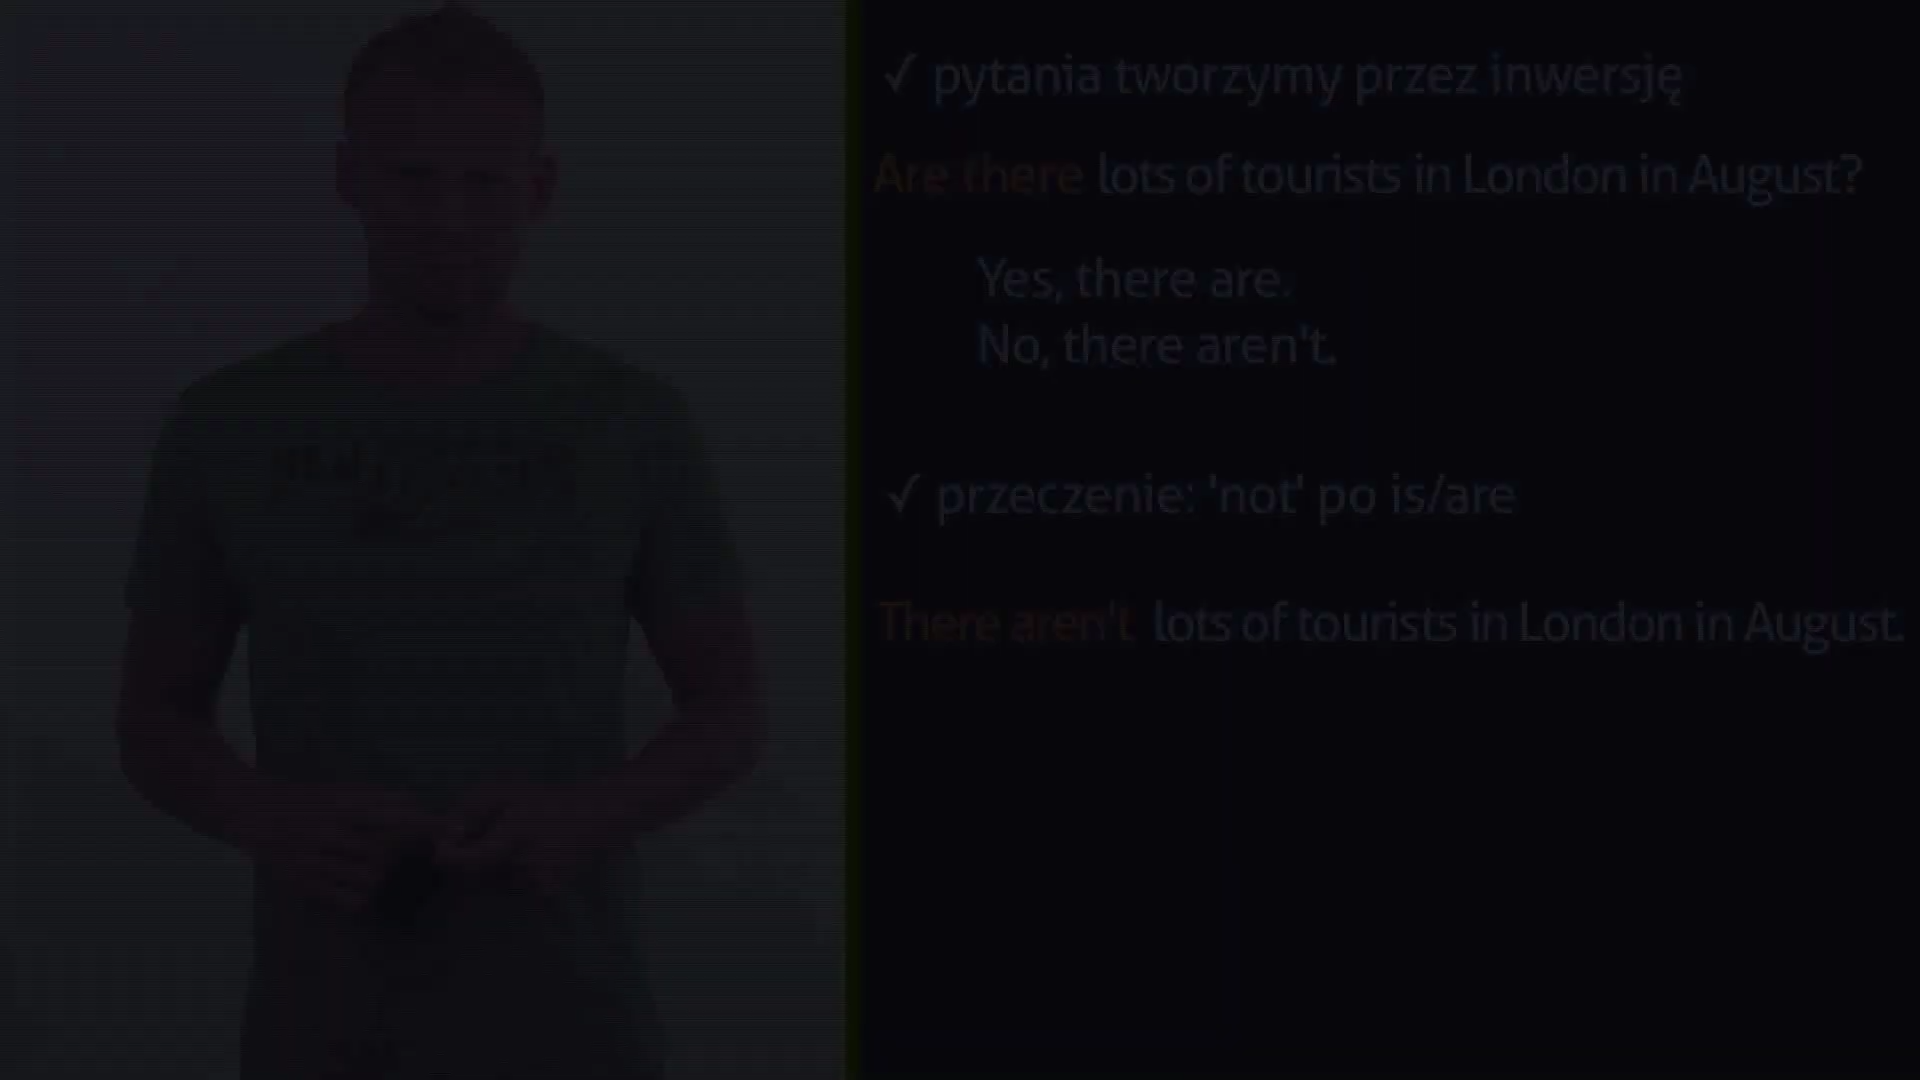 ✓ pytania tworzymy przez inwersję
Are there lots of tourists in London in August?
Yes, there are.
No, there aren't.
✓ przeczenie: 'not' po is/are
There aren't lots of tourists in London in August.